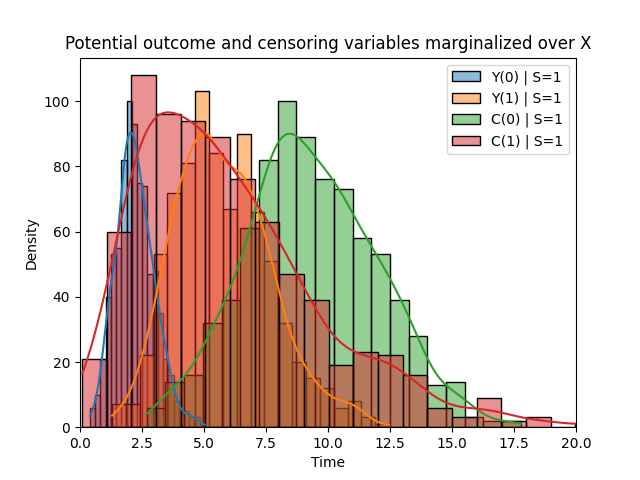 Potential outcome and censoring variables marginalized over X
Y(0) | S=1
Y(1) | S=1
C(0) | S=1
C(1) | S=1
Density
100
80
60
40
20
0
0.0 2.5 5.0 7.5 10.0 12.5 15.0 17.5 20.0
Time